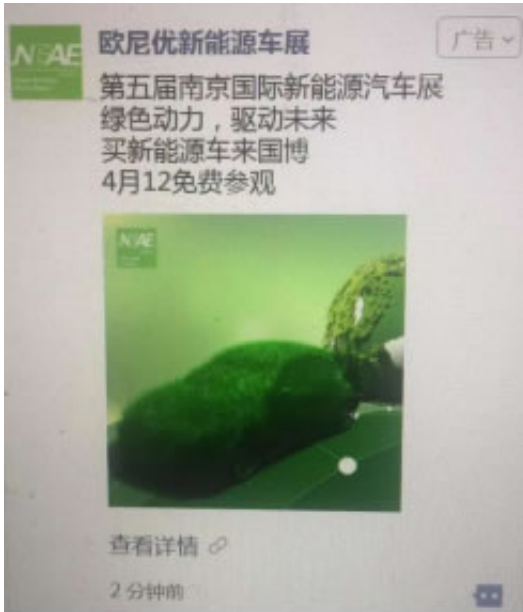 NEAE
欧尼优新能源车展
广告
第五届南京国际新能源汽车展
绿色动力，驱动未来
买新能源车来国博
4月12免费参观
NEAE
查看详情
2分钟前